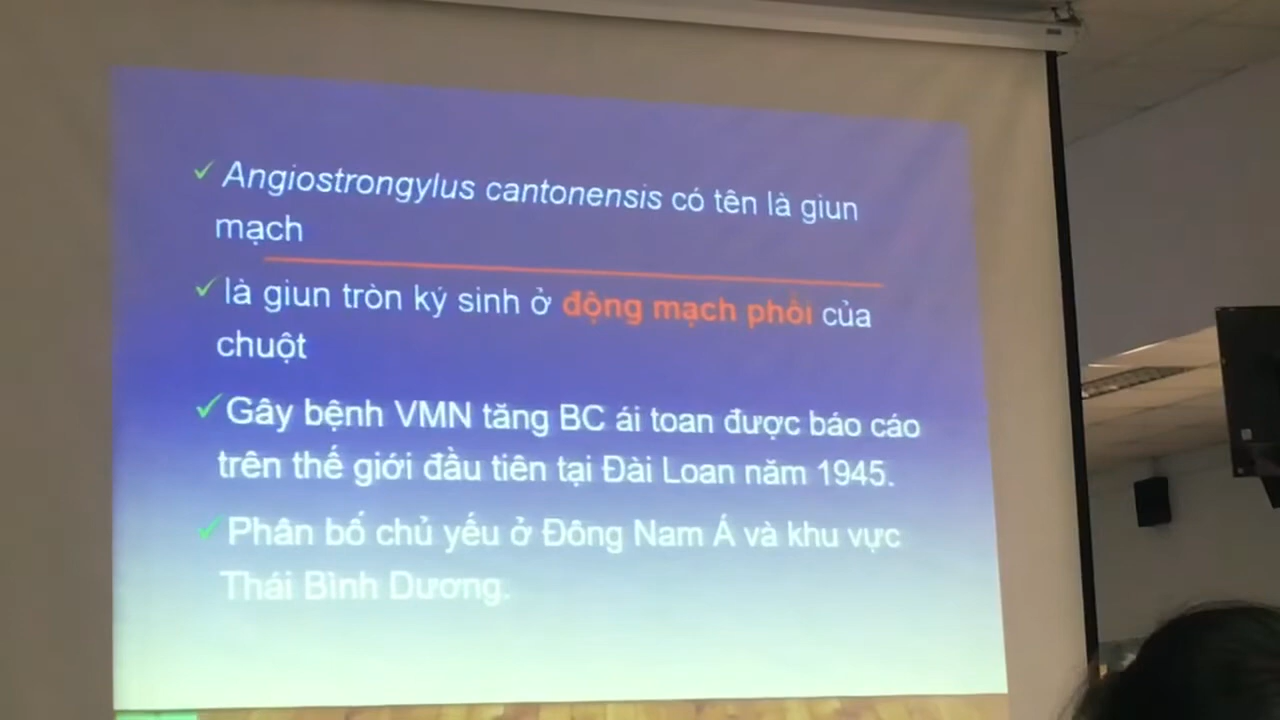 Angiostrongylus cantonensis có tên là giun
mạch
là giun tròn ký sinh ở động mạch phổi của
chuột
Gây bệnh VMN tăng BC ái toan được báo cáo
trên thế giới đầu tiên tại Đài Loan năm 1945.
Phân bố chủ yếu ở Đông Nam Á và khu vực
Thái Bình Dương.